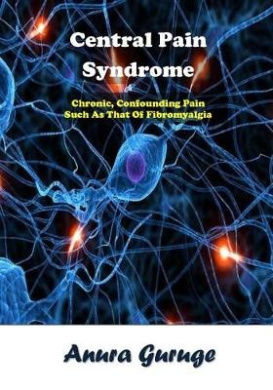 Central Pain
Syndrome
Chronic, Confounding Pain
Such As That Of Fibromyalgia
Anura Guruge